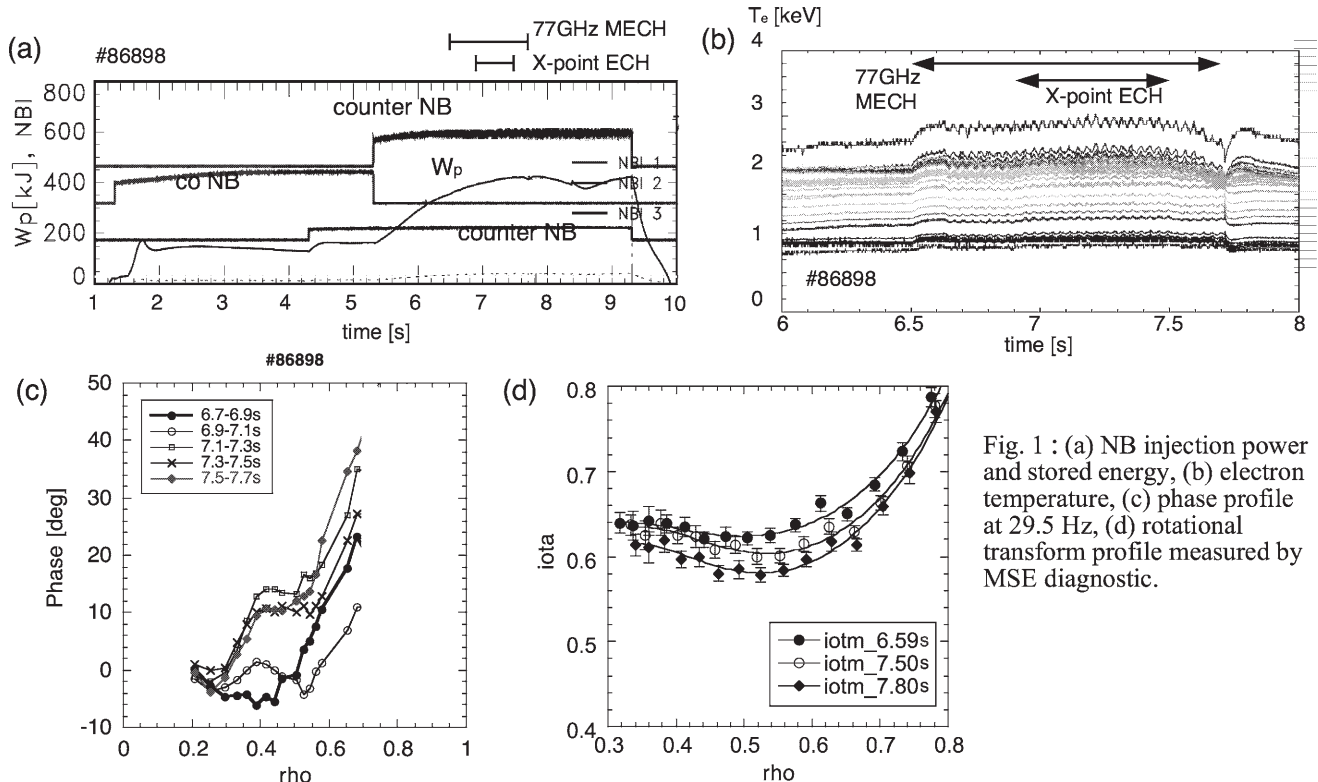 (a)
#86898
77GHz MECH
X-point ECH
Wp[kJ], NBI
800
600
400
200
0
counter NB
co NB
Wp
NBI 1
NBI 2
NBI 3
counter NB
1 2 3 4 5 6 7 8 9 10
time [s]
(b)
Te [keV]
4
3
2
1
0
77GHz
MECH
X-point ECH
#86898
6 6.5 7 7.5 8
time [s]
(c)
#86898
Phase [deg]
50
40
30
20
10
0
-10
6.7-6.9s
6.9-7.1s
7.1-7.3s
7.3-7.5s
7.5-7.7s
0 0.2 0.4 0.6 0.8 1
rho
(d)
iota
0.8
0.7
0.6
0.8
0.4
iotm_6.59s
iotm_7.50s
iotm_7.80s
0.3 0.4 0.5 0.6 0.7 0.8
rho
Fig. 1 : (a) NB injection power
and stored energy, (b) electron
temperature, (c) phase profile
at 29.5 Hz, (d) rotational
transform profile measured by
MSE diagnostic.